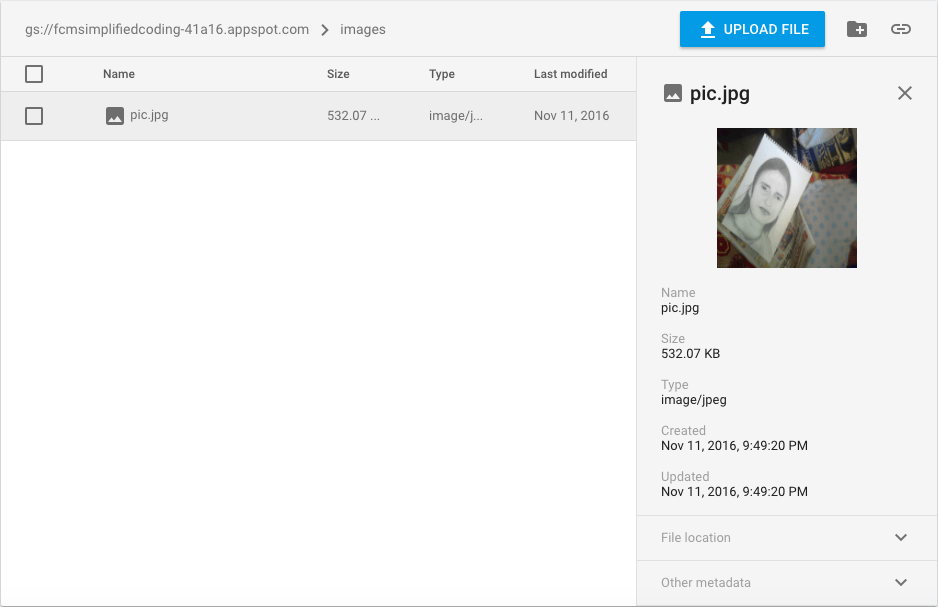 gs://fcmsimplifiedcoding-41a16.appspot.com > images
UPLOAD FILE
Name Size Type Last modified
pic.jpg 532.07 ... image/j... Nov 11, 2016
pic.jpg
Name
pic.jpg
Size
532.07 KB
Type
image/jpeg
Created
Nov 11, 2016, 9:49:20 PM
Updated
Nov 11, 2016, 9:49:20 PM
File location
Other metadata